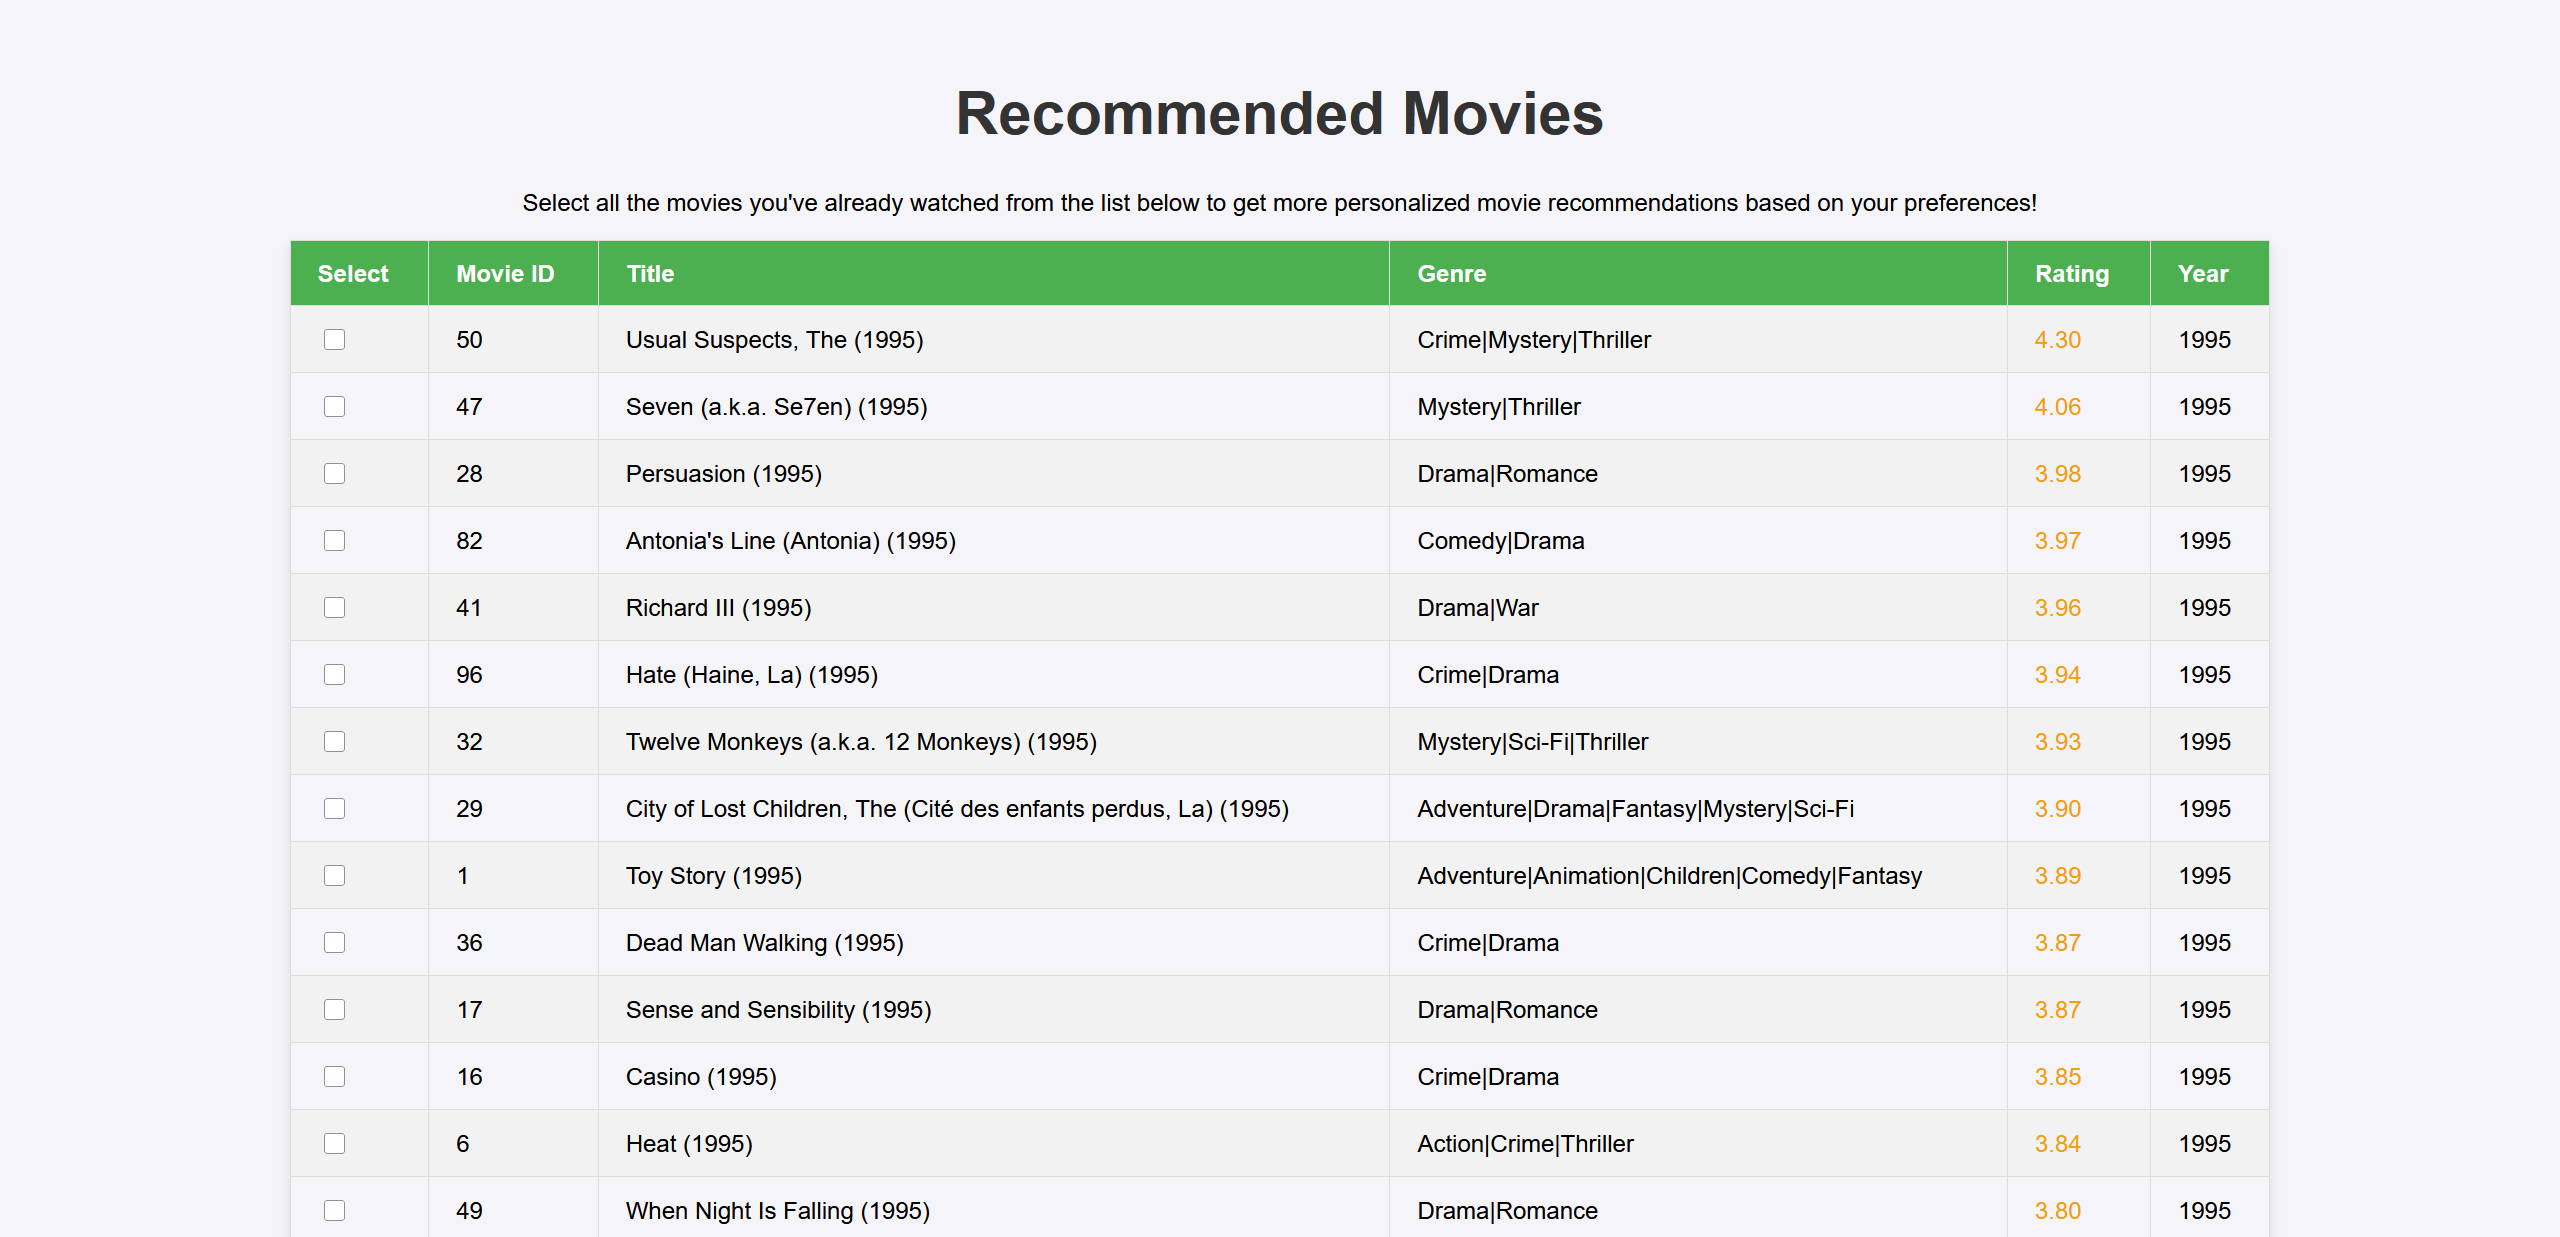 Recommended Movies
Select all the movies you've already watched from the list below to get more personalized movie recommendations based on your preferences!
Select Movie ID Title Genre Rating Year
50 Usual Suspects, The (1995) Crime|Mystery|Thriller 4.30 1995
47 Seven (a.k.a. Se7en) (1995) Mystery|Thriller 4.06 1995
28 Persuasion (1995) Drama|Romance 3.98 1995
82 Antonia's Line (Antonia) (1995) Comedy|Drama 3.97 1995
41 Richard III (1995) Drama|War 3.96 1995
96 Hate (Haine, La) (1995) Crime|Drama 3.94 1995
32 Twelve Monkeys (a.k.a. 12 Monkeys) (1995) Mystery|Sci-Fi|Thriller 3.93 1995
29 City of Lost Children, The (Cité des enfants perdus, La) (1995) Adventure|Drama|Fantasy|Mystery|Sci-Fi 3.90 1995
1 Toy Story (1995) Adventure|Animation|Children|Comedy|Fantasy 3.89 1995
36 Dead Man Walking (1995) Crime|Drama 3.87 1995
17 Sense and Sensibility (1995) Drama|Romance 3.87 1995
16 Casino (1995) Crime|Drama 3.85 1995
6 Heat (1995) Action|Crime|Thriller 3.84 1995
49 When Night Is Falling (1995) Drama|Romance 3.80 1995